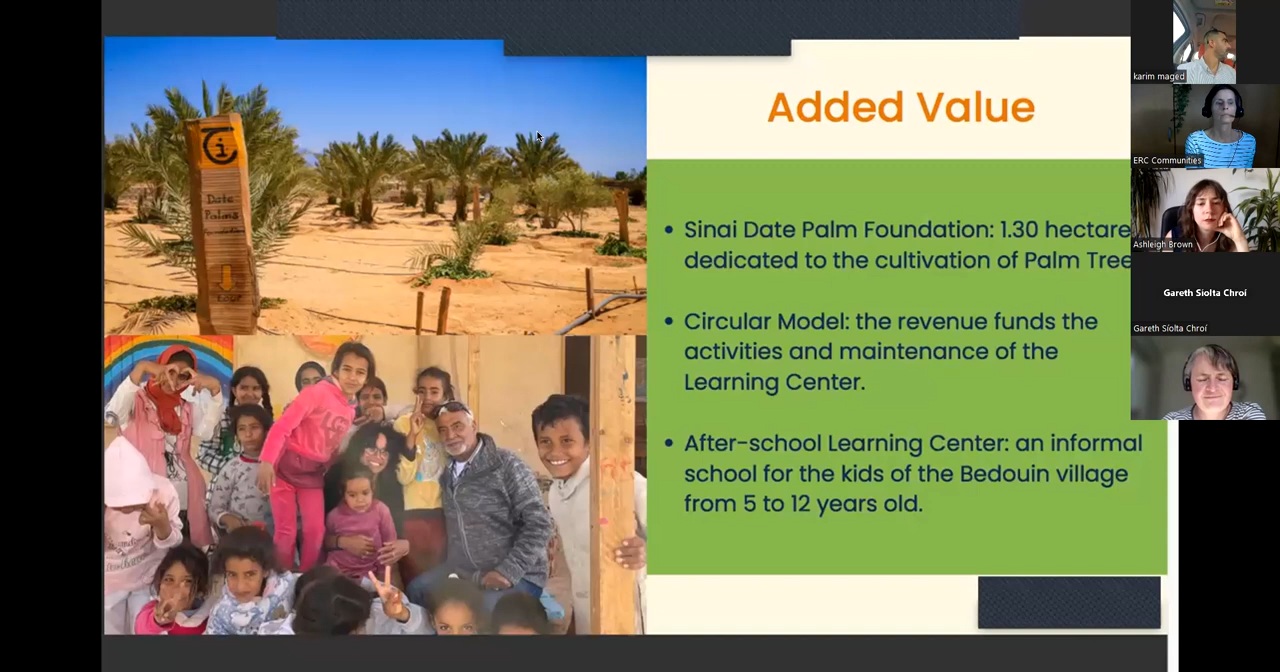 Added Value
• Sinai Date Palm Foundation: 1.30 hectare
dedicated to the cultivation of Palm Tree
• Circular Model: the revenue funds the
activities and maintenance of the
Learning Center.
• After-school Learning Center: an informal
school for the kids of the Bedouin village
from 5 to 12 years old.
Date
Palms
karim maged
ERC Communities
Ashleigh Brown
Gareth Síolta Chroí
Gareth Síolta Chroí